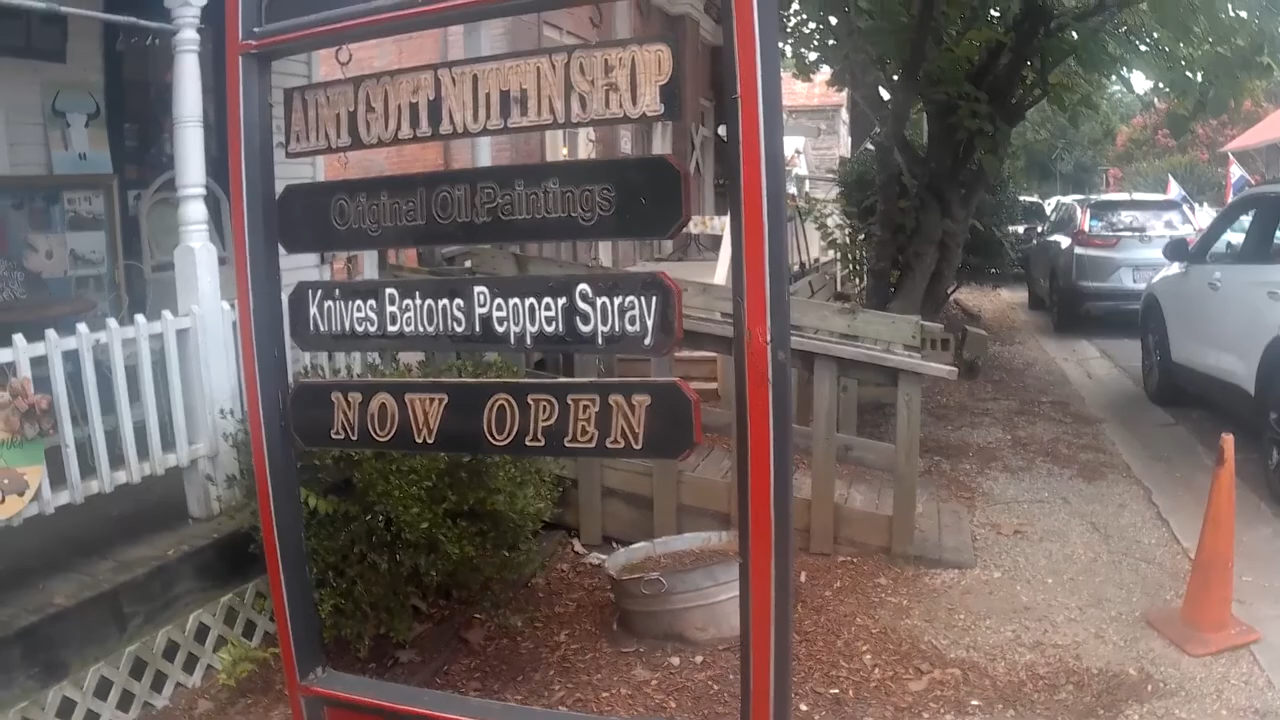 AINT GOTT NUTTIN SHOP
Original Oil Paintings
Knives Batons Pepper Spray
NOW OPEN